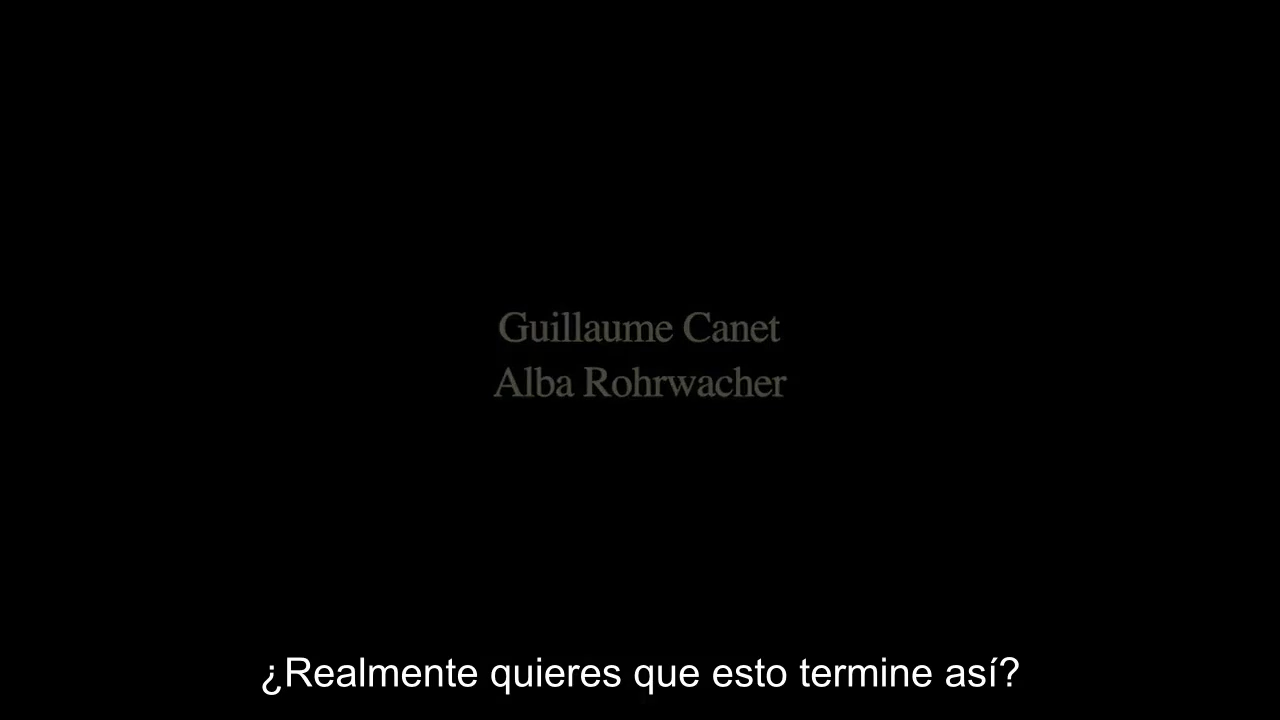 Guillaume Canet
Alba Rohrwacher
¿Realmente quieres que esto termine así?